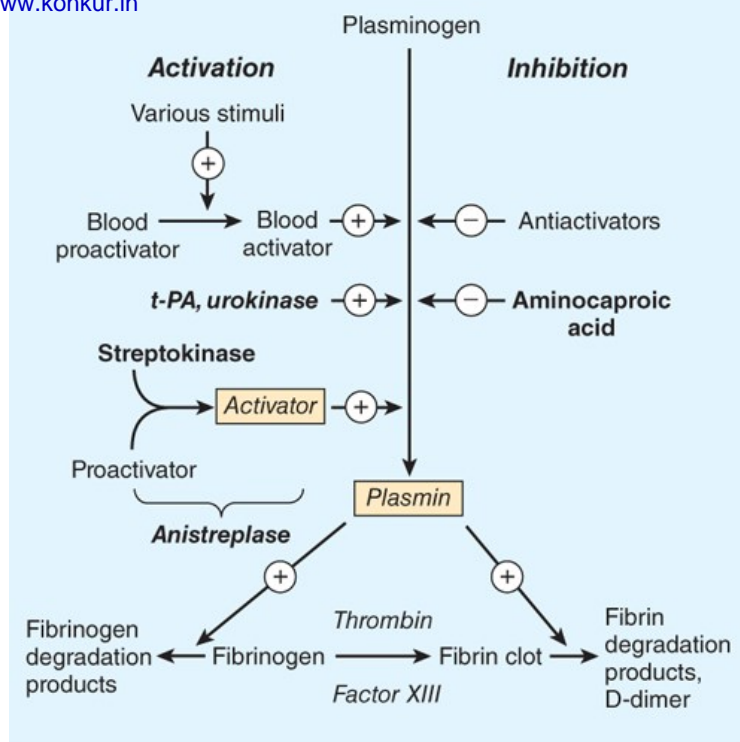 ww.konkur.in
Plasminogen
Activation
Inhibition
Various stimuli
+
Blood
proactivator
Blood
activator
+
−
Antiactivators
t-PA, urokinase
+
−
Aminocaproic
acid
Streptokinase
Activator
+
Proactivator
Anistreplase
Plasmin
+
+
Fibrinogen
degradation
products
Fibrinogen
Thrombin
Factor XIII
Fibrin clot
Fibrin
degradation
products,
D-dimer